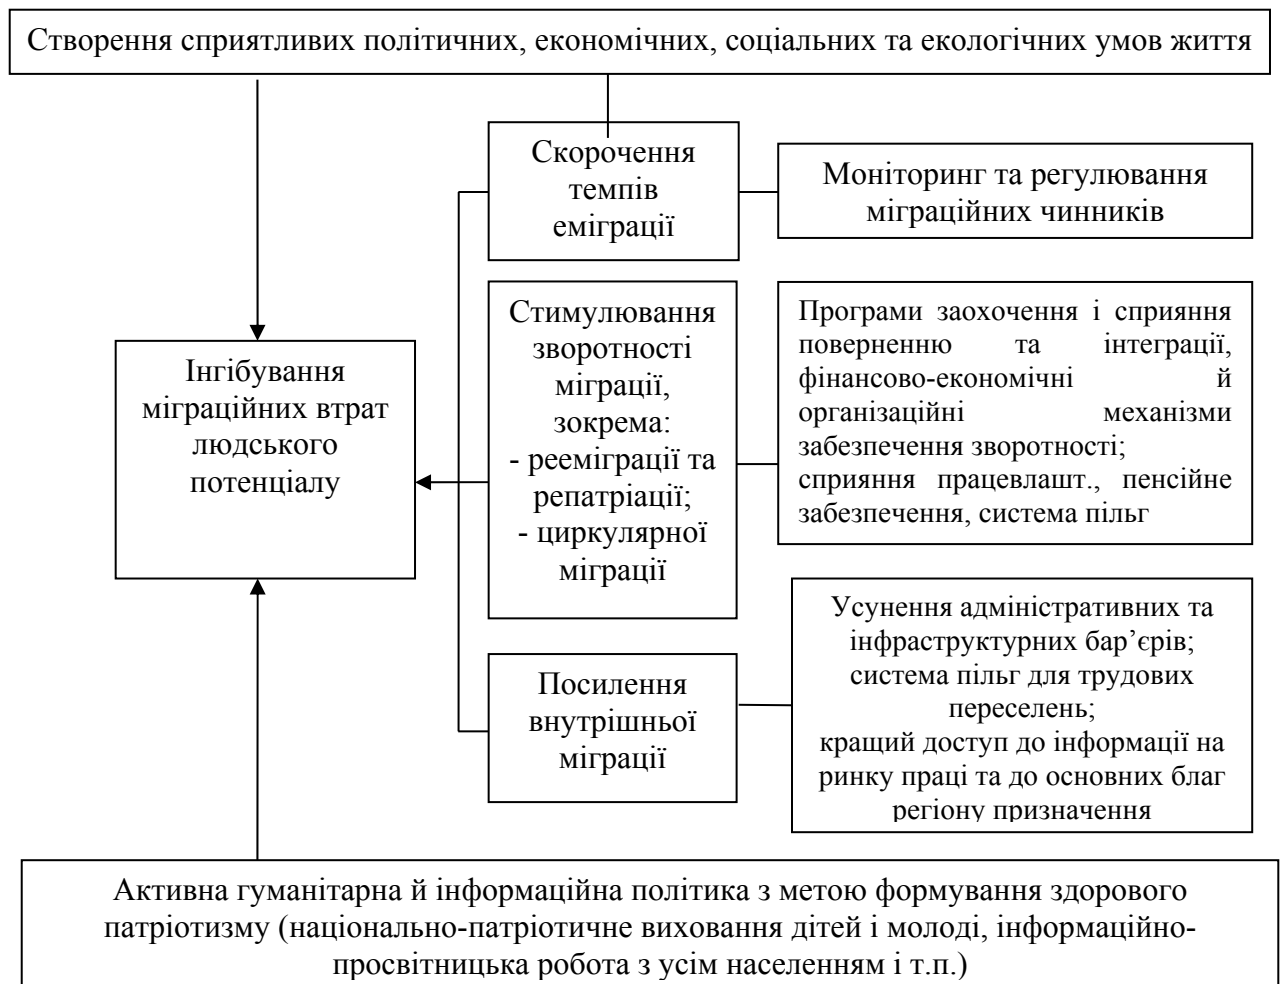 Створення сприятливих політичних, економічних, соціальних та екологічних умов життя
Скорочення
темпів
еміграції
Моніторинг та регулювання
міграційних чинників
Інгібування
міграційних втрат
людського
потенціалу
Стимулювання
зворотності
міграції,
зокрема:
- рееміграції та
репатріації;
- циркулярної
міграції
Програми заохочення і сприяння
поверненню та інтеграції,
фінансово-економічні й
організаційні механізми
забезпечення зворотності;
сприяння працевлашт., пенсійне
забезпечення, система пільг
Посилення
внутрішньої
міграції
Усунення адміністративних та
інфраструктурних бар’єрів;
система пільг для трудових
переселень;
кращий доступ до інформації на
ринку праці та до основних благ
регіону призначення
Активна гуманітарна й інформаційна політика з метою формування здорового
патріотизму (національно-патріотичне виховання дітей і молоді, інформаційно-
просвітницька робота з усім населенням і т.п.)